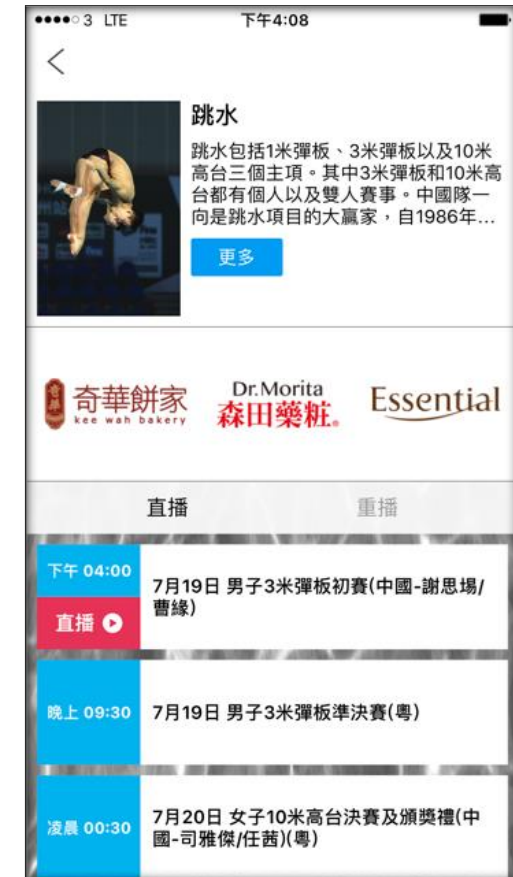 3 LTE 下午4:08
跳水
跳水包括1米彈板、3米彈板以及10米
高台三個主項。其中3米彈板和10米高
台都有個人以及雙人賽事。中國隊一
向是跳水項目的大贏家，自1986年...
更多
奇華餅家
kee wah bakery
Dr.Morita
森田藥粧®
Essential
直播
重播
下午 04:00
直播
7月19日 男子3米彈板初賽(中國-謝思埸/
曹緣)
晚上 09:30
7月19日 男子3米彈板準決賽(粵)
凌晨 00:30
7月20日 女子10米高台決賽及頒獎禮(中
國-司雅傑/任茜)(粵)